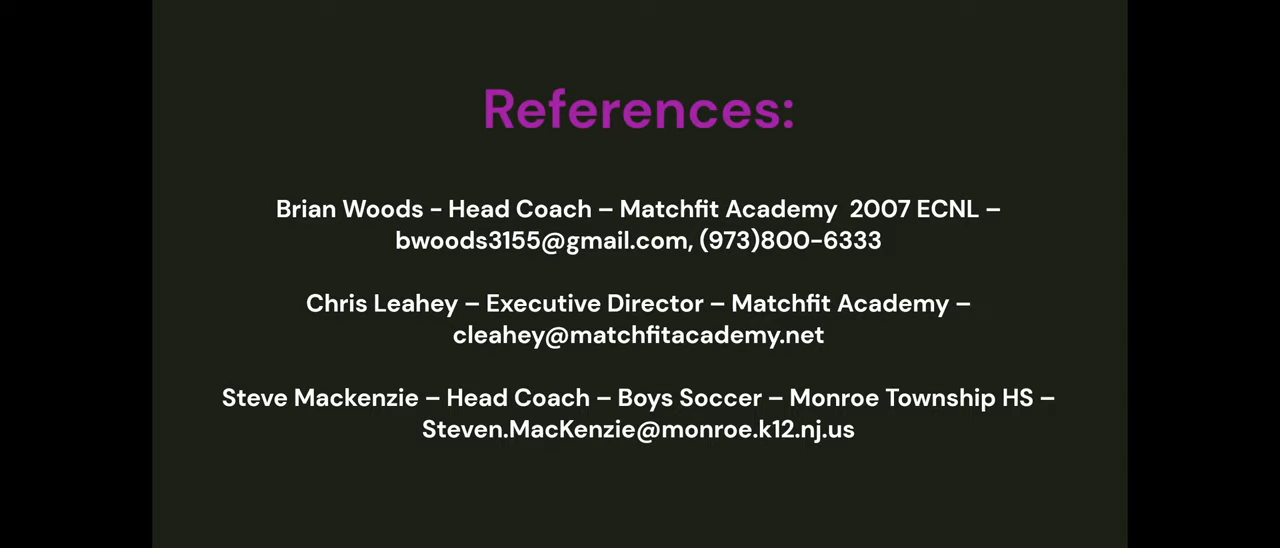 References:
Brian Woods - Head Coach – Matchfit Academy  2007 ECNL –
bwoods3155@gmail.com, (973)800-6333
Chris Leahey – Executive Director – Matchfit Academy –
cleahey@matchfitacademy.net
Steve Mackenzie – Head Coach – Boys Soccer – Monroe Township HS –
Steven.MacKenzie@monroe.k12.nj.us